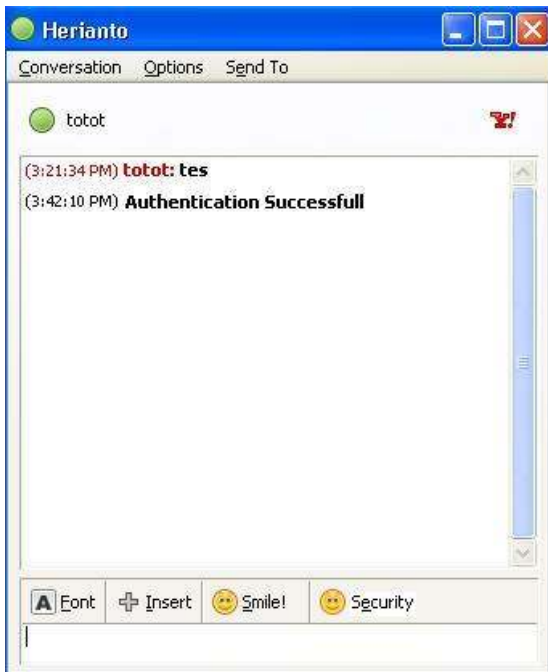 Herianto
Conversation Options Send To
totot
(3:21:34 PM) totot: tes
(3:42:10 PM) Authentication Successfull
A Font Insert Smile! Security